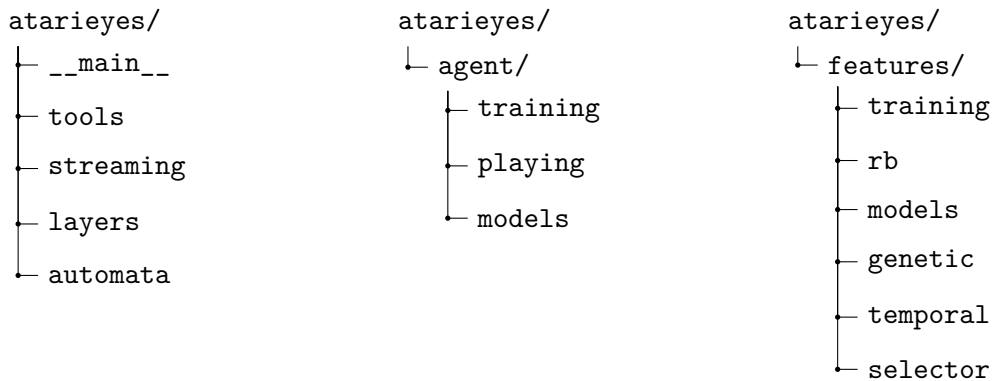 atarieyes/
__main__
tools
streaming
layers
automata
atarieyes/
agent/
training
playing
models
atarieyes/
features/
training
rb
models
genetic
temporal
selector